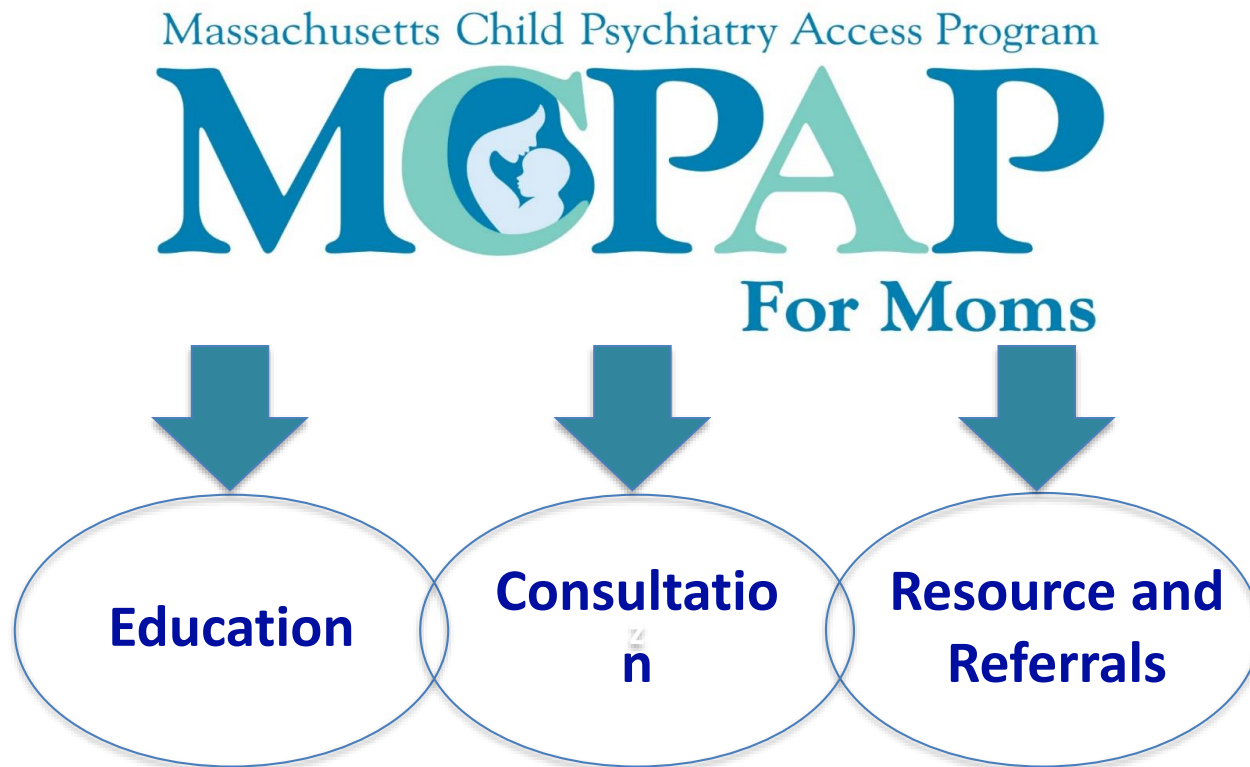 Massachusetts Child Psychiatry Access Program
MCPAP
For Moms
Education
Consultatio
z
n
Resource and
Referrals